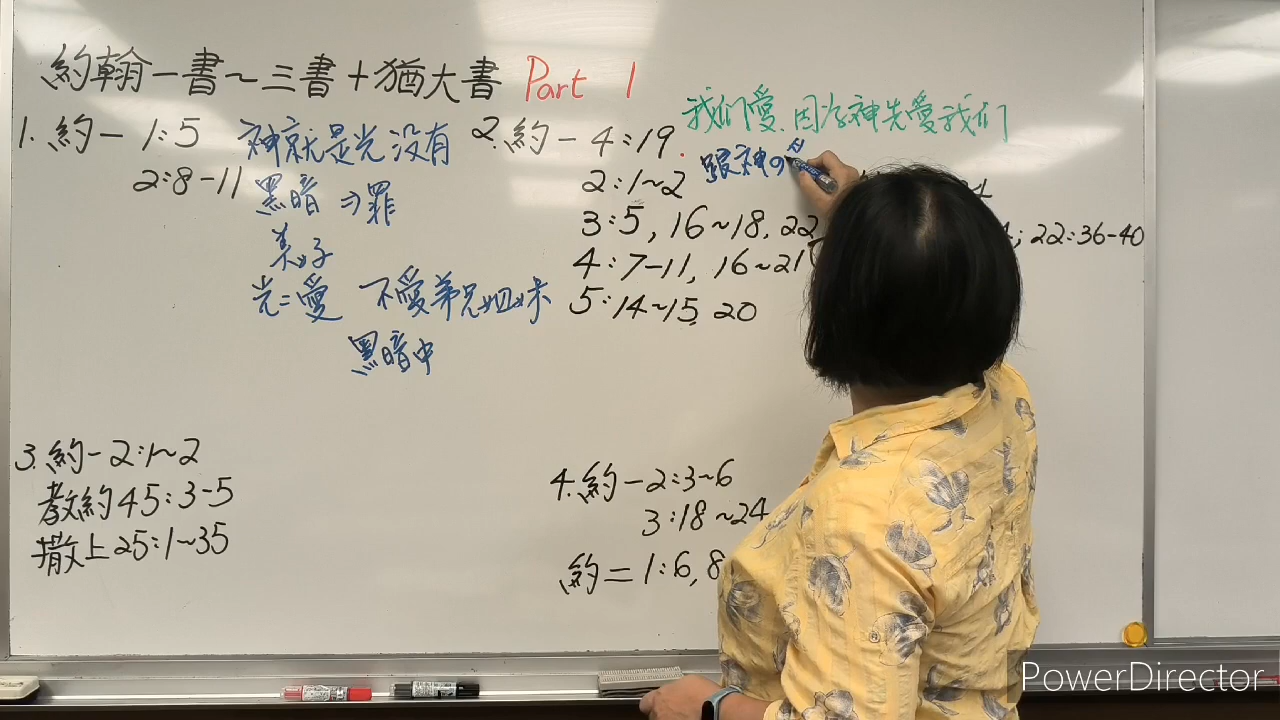 約翰一書~三書+猶大書 Part 1
1. 約一 1:5 神就是光没有
2:8-11 黑暗 ⇒罪
光=愛 不愛弟兄姐妹
黑暗中
2. 約一 4:19 我们愛、因为神先愛我们
2:1~2 跟神の
3:5, 16~18, 22
; 22:36-40
4:7-11, 16~21
5:14~15, 20
3. 約一 2:1~2
教約 45:3-5
撒上 25:1~35
4. 約一 2:3~6
3:18~24
約二 1:6, 8
PowerDirector